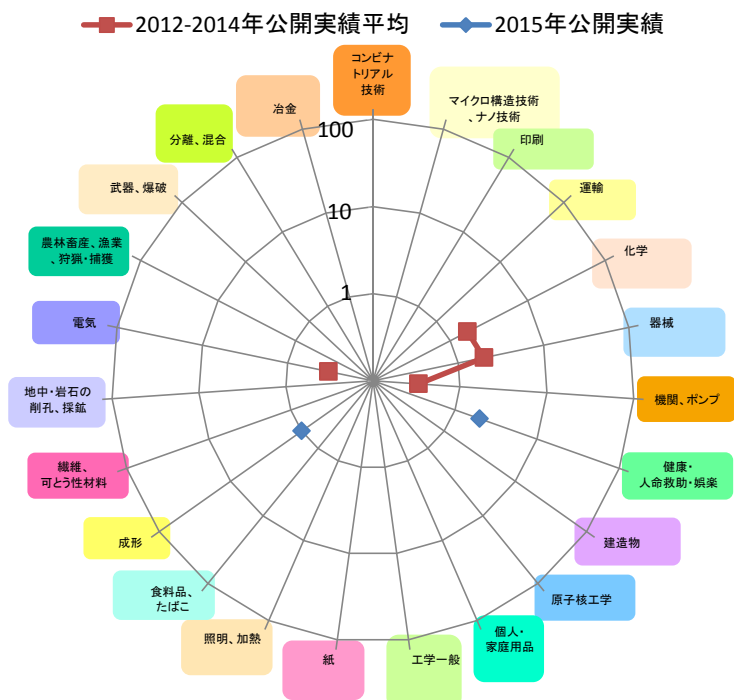 2012-2014年公開実績平均
2015年公開実績
コンビナ
トリアル
技術
マイクロ構造技術
、ナノ技術
印刷
運輸
化学
器械
機関、ポンプ
健康・
人命救助・娯楽
建造物
原子核工学
個人・
家庭用品
工学一般
紙
照明、加熱
食料品、
たばこ
成形
繊維、
可とう性材料
地中・岩石の
削孔、採鉱
電気
農林畜産、漁業
、狩猟・捕獲
武器、爆破
分離、混合
冶金
100
10
1